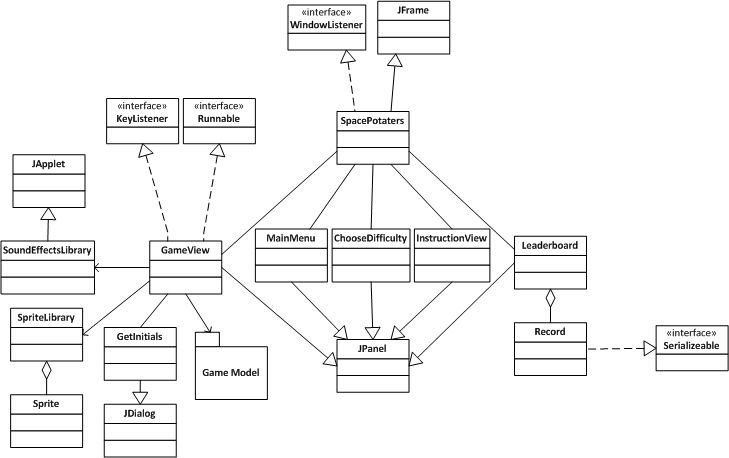 «interface»
WindowListener
JFrame
«interface»
KeyListener
«interface»
Runnable
SpacePotaters
JApplet
SoundEffectsLibrary
GameView
MainMenu
ChooseDifficulty
InstructionView
Leaderboard
SpriteLibrary
GetInitials
Game Model
JPanel
Record
«interface»
Serializeable
Sprite
JDialog